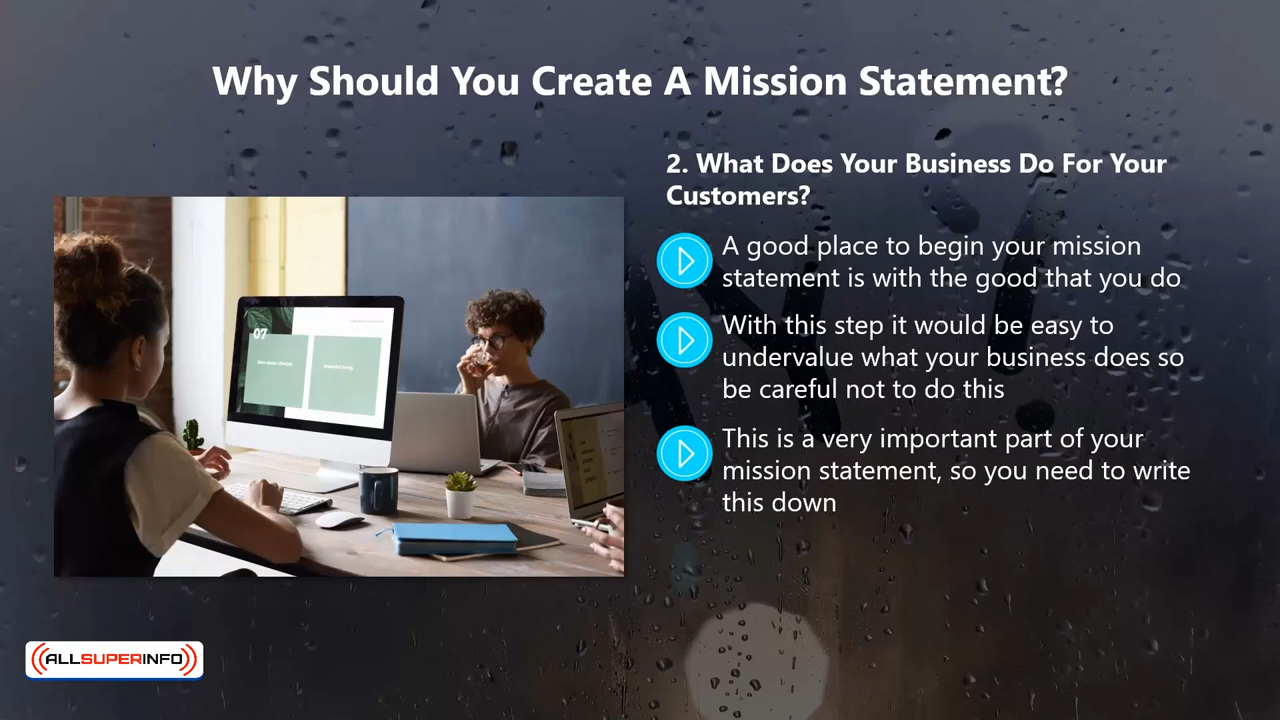 Why Should You Create A Mission Statement?
2. What Does Your Business Do For Your
Customers?
A good place to begin your mission
statement is with the good that you do
With this step it would be easy to
undervalue what your business does so
be careful not to do this
This is a very important part of your
mission statement, so you need to write
this down
07
ALLSUPERINFO